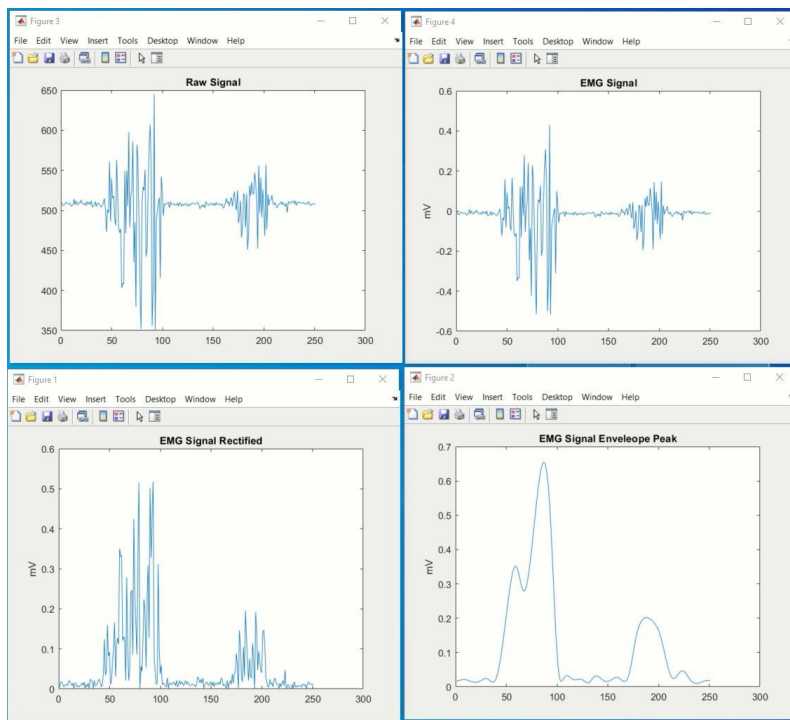 Figure 3
File Edit View Insert Tools Desktop Window Help
Raw Signal
650
600
550
500
450
400
350
0 50 100 150 200 250 300
Figure 4
File Edit View Insert Tools Desktop Window Help
EMG Signal
mV
0.6
0.4
0.2
0
-0.2
-0.4
-0.6
0 50 100 150 200 250 300
Figure 1
File Edit View Insert Tools Desktop Window Help
EMG Signal Rectified
mV
0.6
0.5
0.4
0.3
0.2
0.1
0
0 50 100 150 200 250 300
Figure 2
File Edit View Insert Tools Desktop Window Help
EMG Signal Enveleope Peak
mV
0.7
0.6
0.5
0.4
0.3
0.2
0.1
0
0 50 100 150 200 250 300